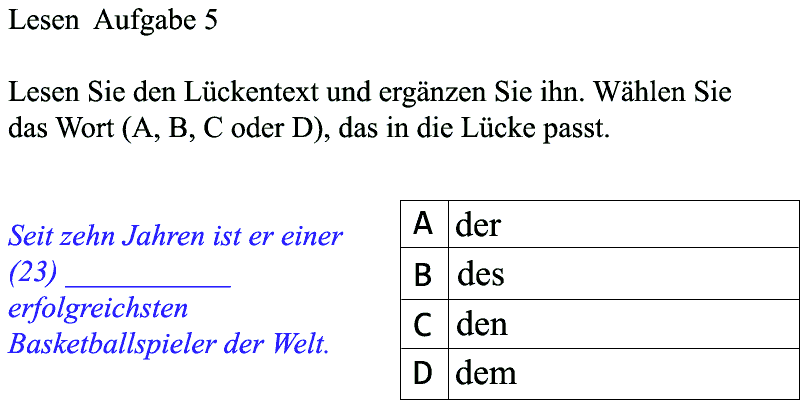 Lesen Aufgabe 5
Lesen Sie den Lückentext und ergänzen Sie ihn. Wählen Sie
das Wort (A, B, C oder D), das in die Lücke passt.
Seit zehn Jahren ist er einer
(23) ___________
erfolgreichsten
Basketballspieler der Welt.
A der
B des
C den
D dem